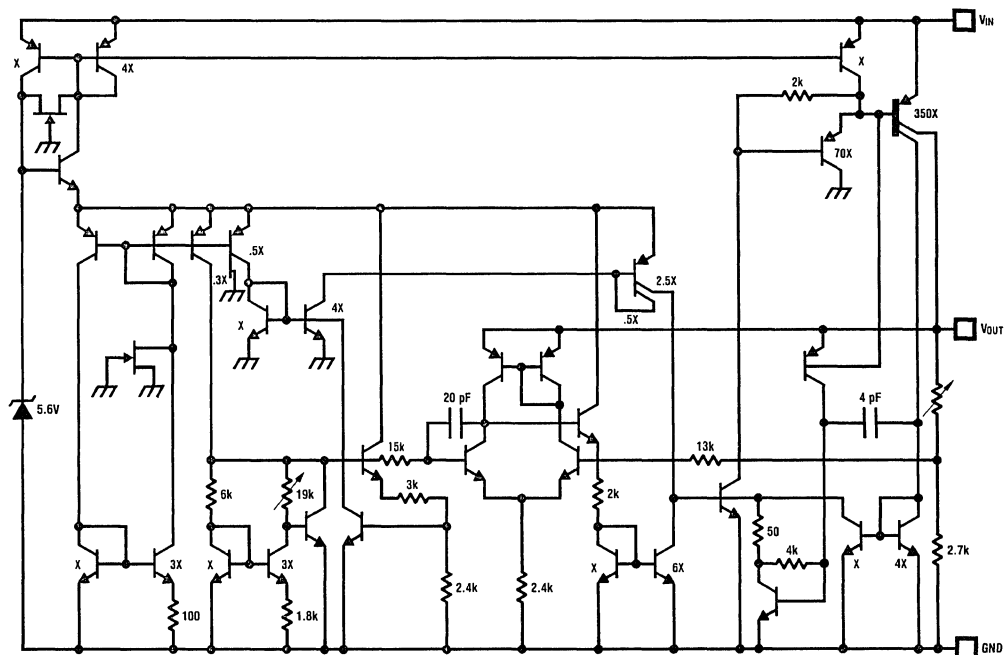 VIN
X
4X
X
2k
350X
70X
.5X
.3X
4X
2.5X
X
.5X
VOUT
5.6V
20 pF
4 pF
15k
13k
6k
19k
3k
2k
50
X
3X
X
3X
4k
X
6X
X
4X
2.7k
100
1.8k
2.4k
2.4k
GND